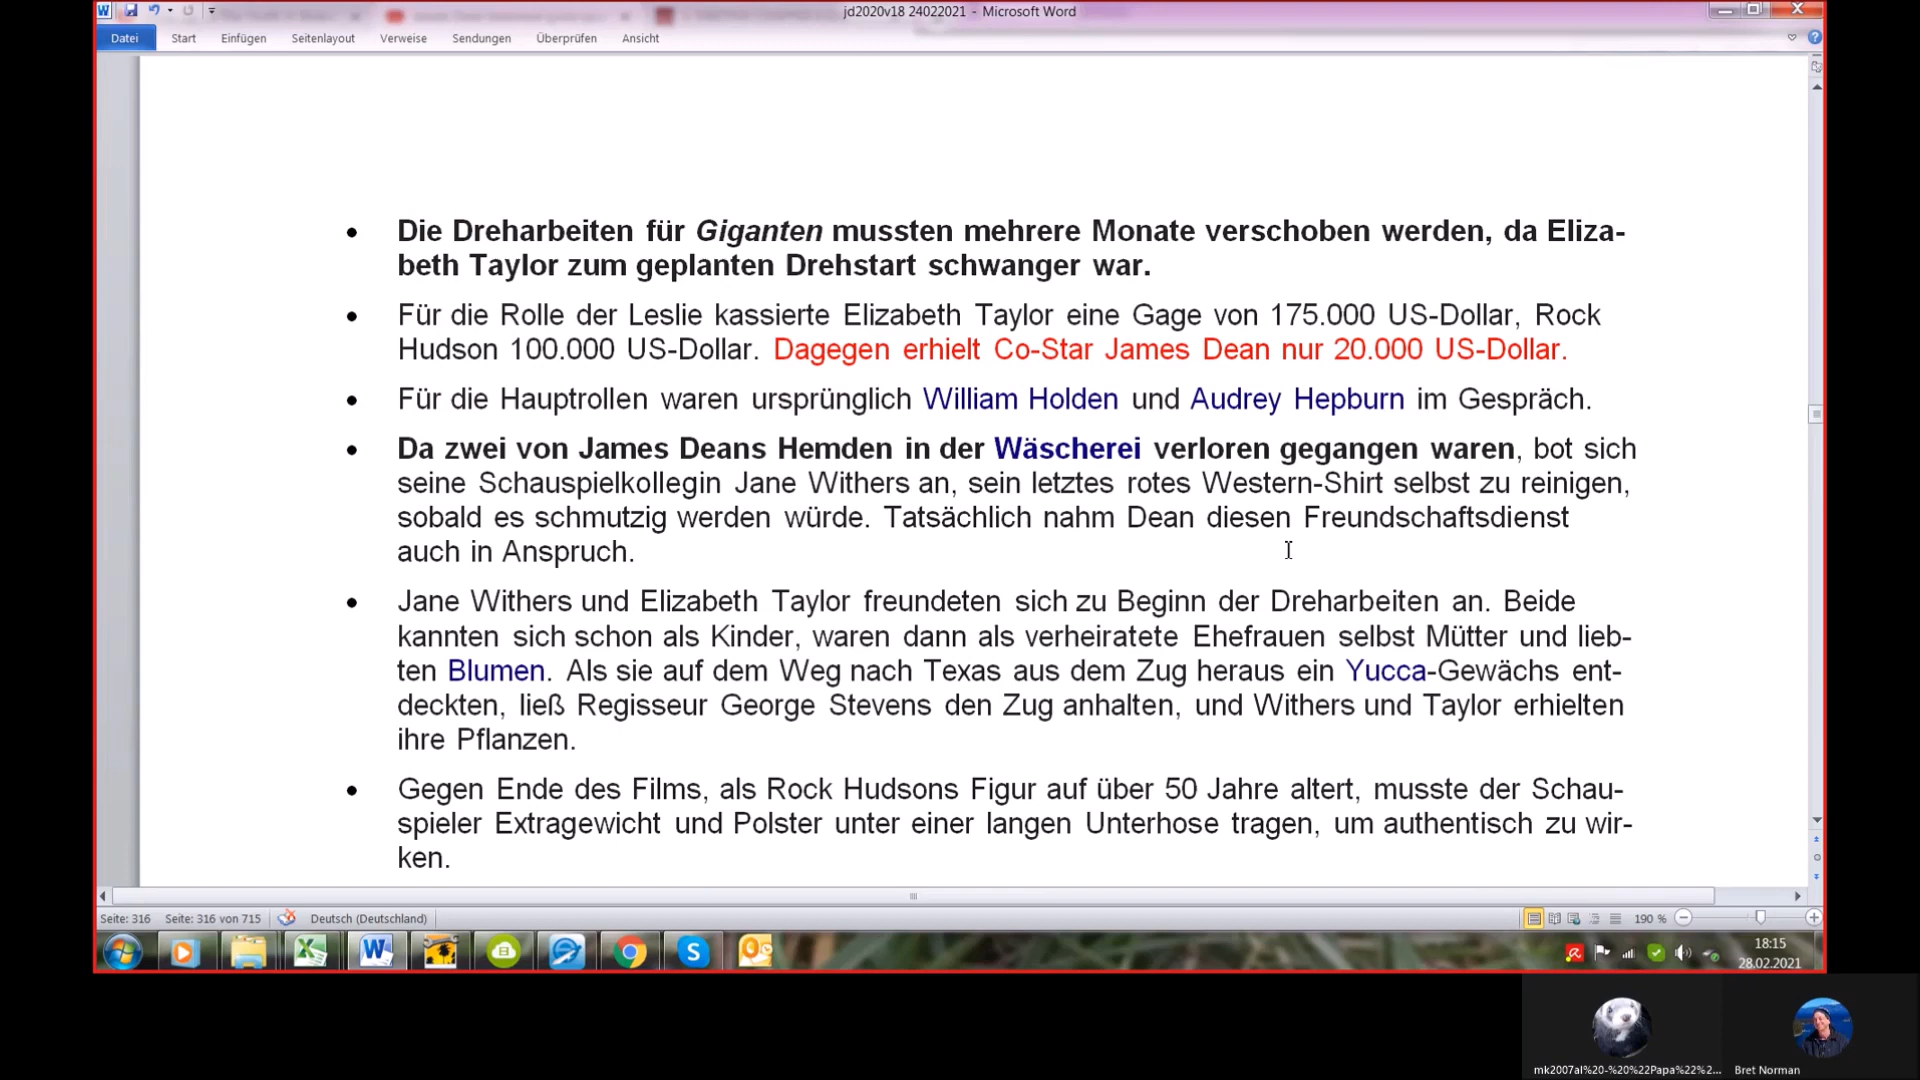 jd2020v18 24022021 - Microsoft Word
Datei Start Einfügen Seitenlayout Verweise Sendungen Überprüfen Ansicht
• Die Dreharbeiten für Giganten mussten mehrere Monate verschoben werden, da Eliza-
beth Taylor zum geplanten Drehstart schwanger war.
• Für die Rolle der Leslie kassierte Elizabeth Taylor eine Gage von 175.000 US-Dollar, Rock
Hudson 100.000 US-Dollar. Dagegen erhielt Co-Star James Dean nur 20.000 US-Dollar.
• Für die Hauptrollen waren ursprünglich William Holden und Audrey Hepburn im Gespräch.
• Da zwei von James Deans Hemden in der Wäscherei verloren gegangen waren, bot sich
seine Schauspielkollegin Jane Withers an, sein letztes rotes Western-Shirt selbst zu reinigen,
sobald es schmutzig werden würde. Tatsächlich nahm Dean diesen Freundschaftsdienst
auch in Anspruch.
• Jane Withers und Elizabeth Taylor freundeten sich zu Beginn der Dreharbeiten an. Beide
kannten sich schon als Kinder, waren dann als verheiratete Ehefrauen selbst Mütter und lieb-
ten Blumen. Als sie auf dem Weg nach Texas aus dem Zug heraus ein Yucca-Gewächs ent-
deckten, ließ Regisseur George Stevens den Zug anhalten, und Withers und Taylor erhielten
ihre Pflanzen.
• Gegen Ende des Films, als Rock Hudsons Figur auf über 50 Jahre altert, musste der Schau-
spieler Extragewicht und Polster unter einer langen Unterhose tragen, um authentisch zu wir-
ken.
Seite: 316 Seite: 316 von 715 Deutsch (Deutschland) 190 %
18:15
28.02.2021
mk2007al%20-%20%22Papa%22%2... Bret Norman